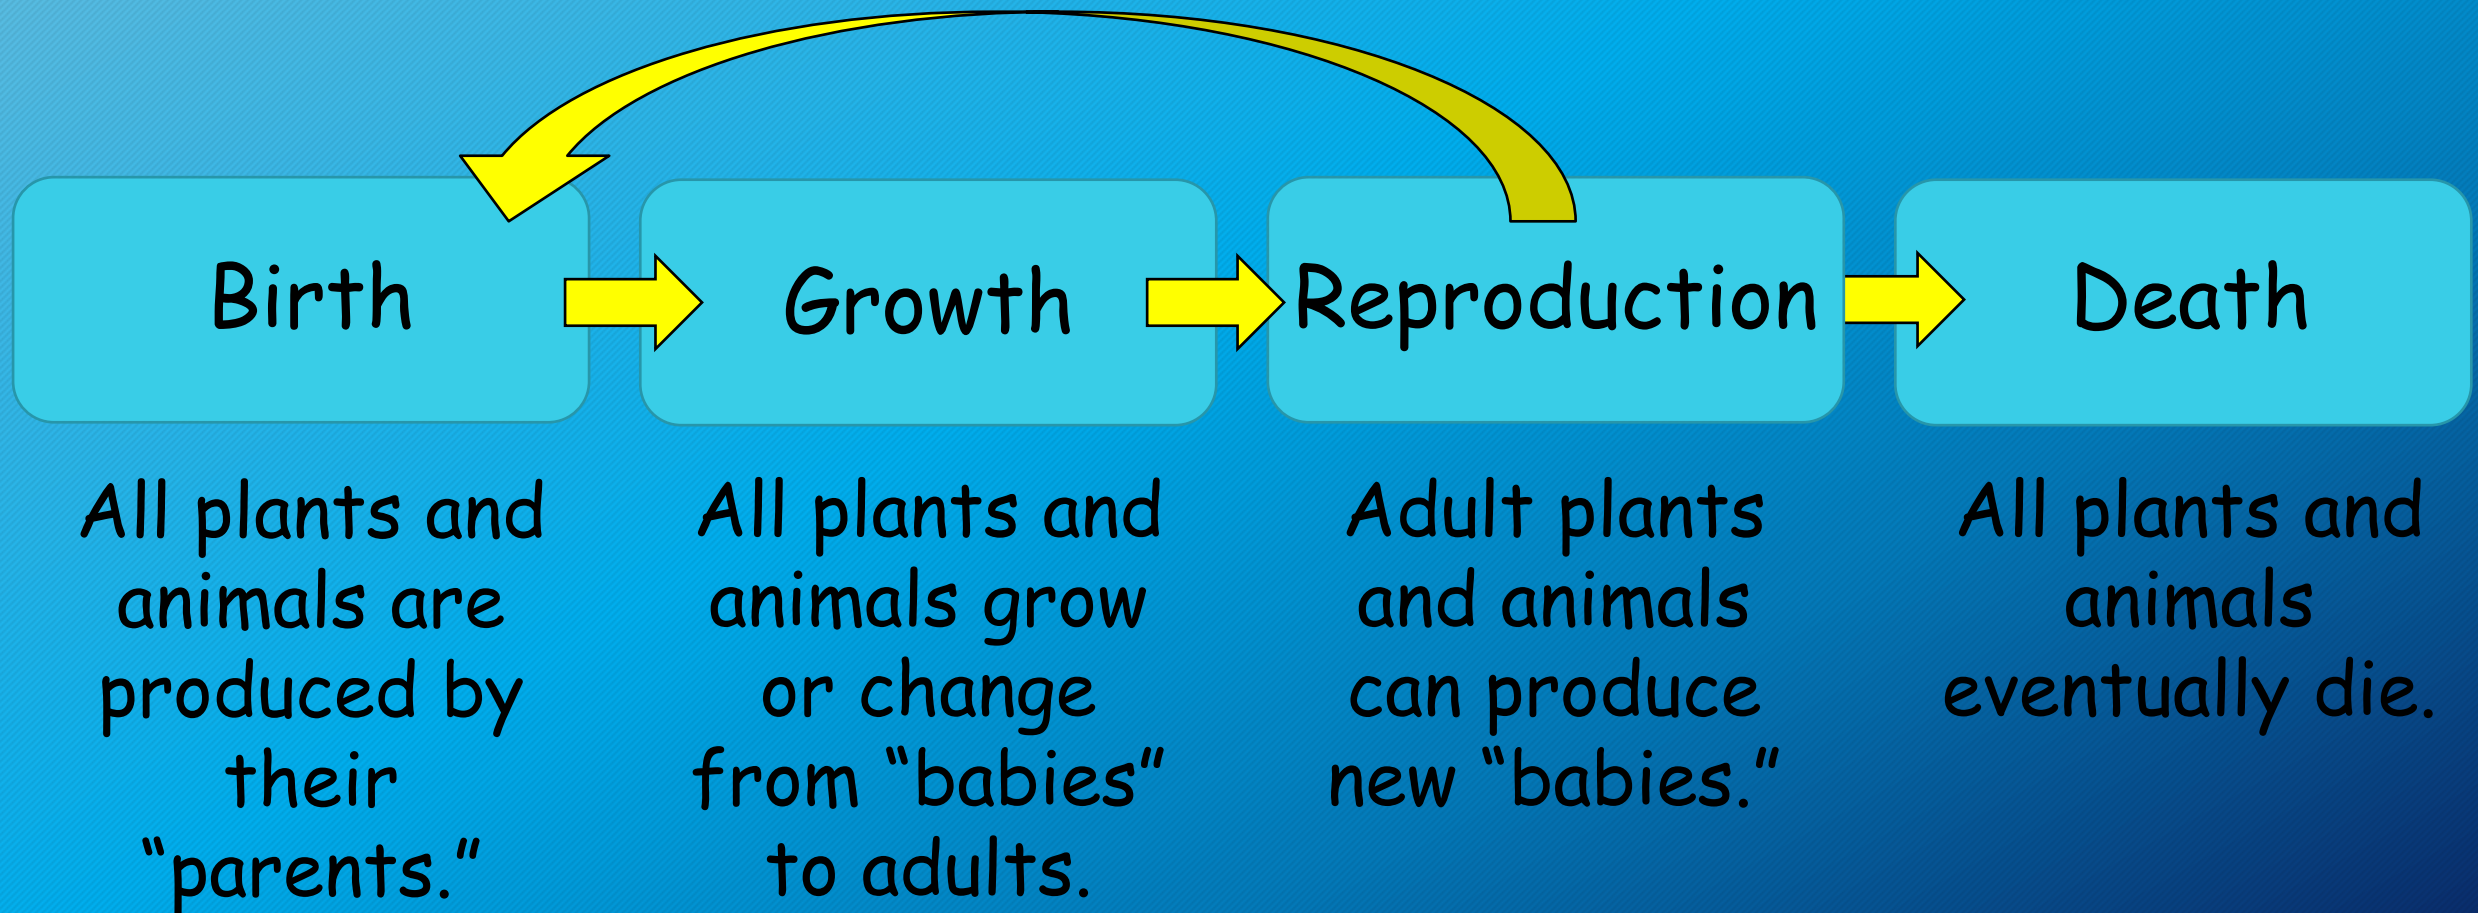 Birth
Growth
Reproduction
Death
All plants and
animals are
produced by
their
“parents.”
All plants and
animals grow
or change
from “babies”
to adults.
Adult plants
and animals
can produce
new “babies.”
All plants and
animals
eventually die.